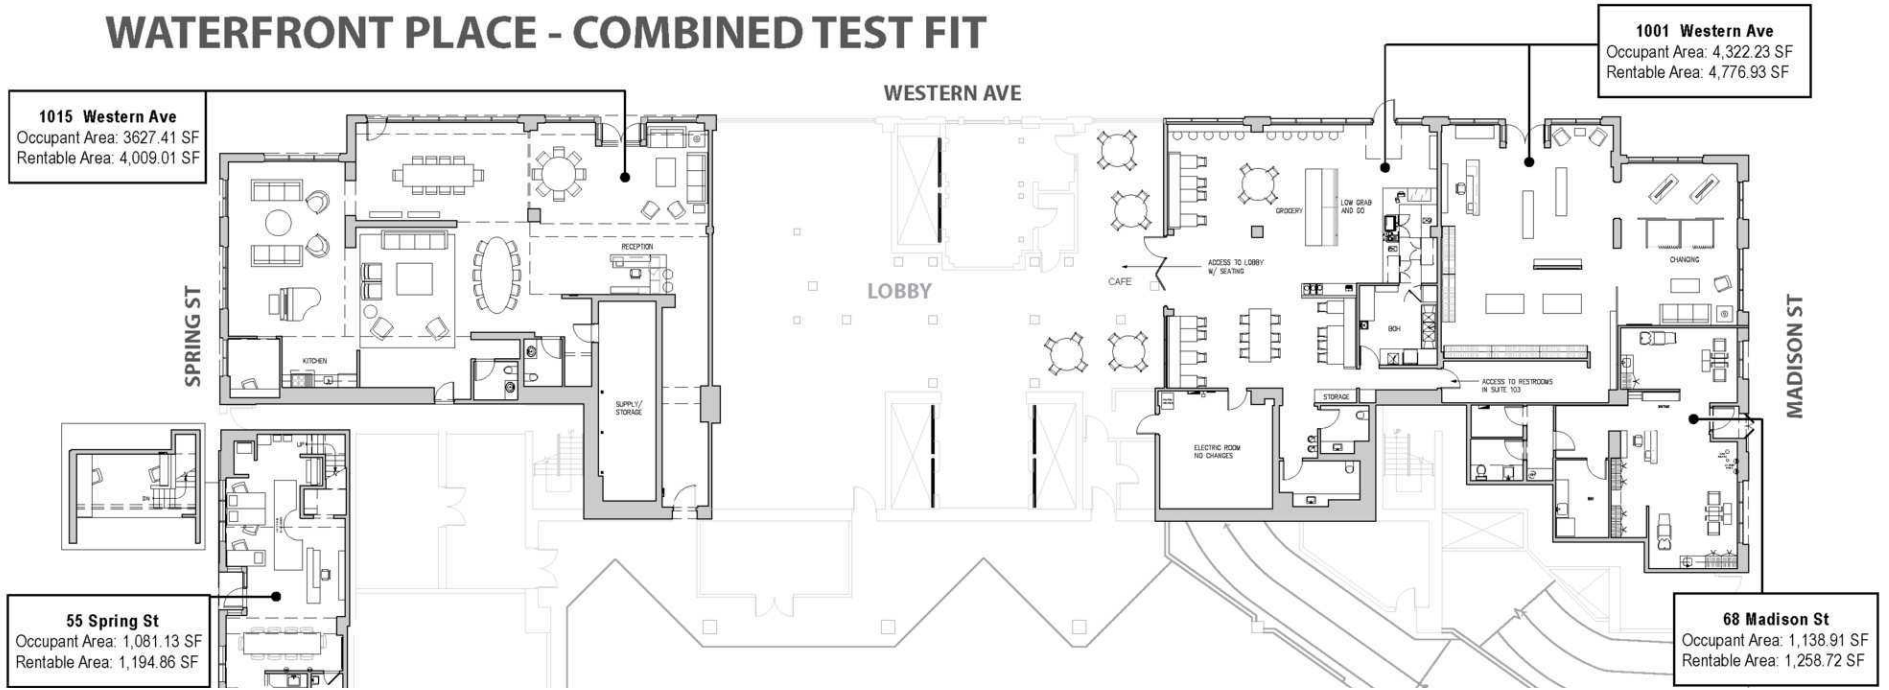 WATERFRONT PLACE - COMBINED TEST FIT
1001 Western Ave
Occupant Area: 4,322.23 SF
Rentable Area: 4,776.93 SF
WESTERN AVE
1015 Western Ave
Occupant Area: 3627.41 SF
Rentable Area: 4,009.01 SF
GROCERY
LOW GRAB
AND GO
RECEPTION
ACCESS TO LOBBY
W/ SEATING
CHANGING
CAFE
LOBBY
SPRING ST
MADISON ST
BOH
KITCHEN
ACCESS TO RESTROOMS
IN SUITE 103
STORAGE
SUPPLY/
STORAGE
ELECTRIC ROOM
NO CHANGES
UP
DN
55 Spring St
Occupant Area: 1,081.13 SF
Rentable Area: 1,194.86 SF
68 Madison St
Occupant Area: 1,138.91 SF
Rentable Area: 1,258.72 SF